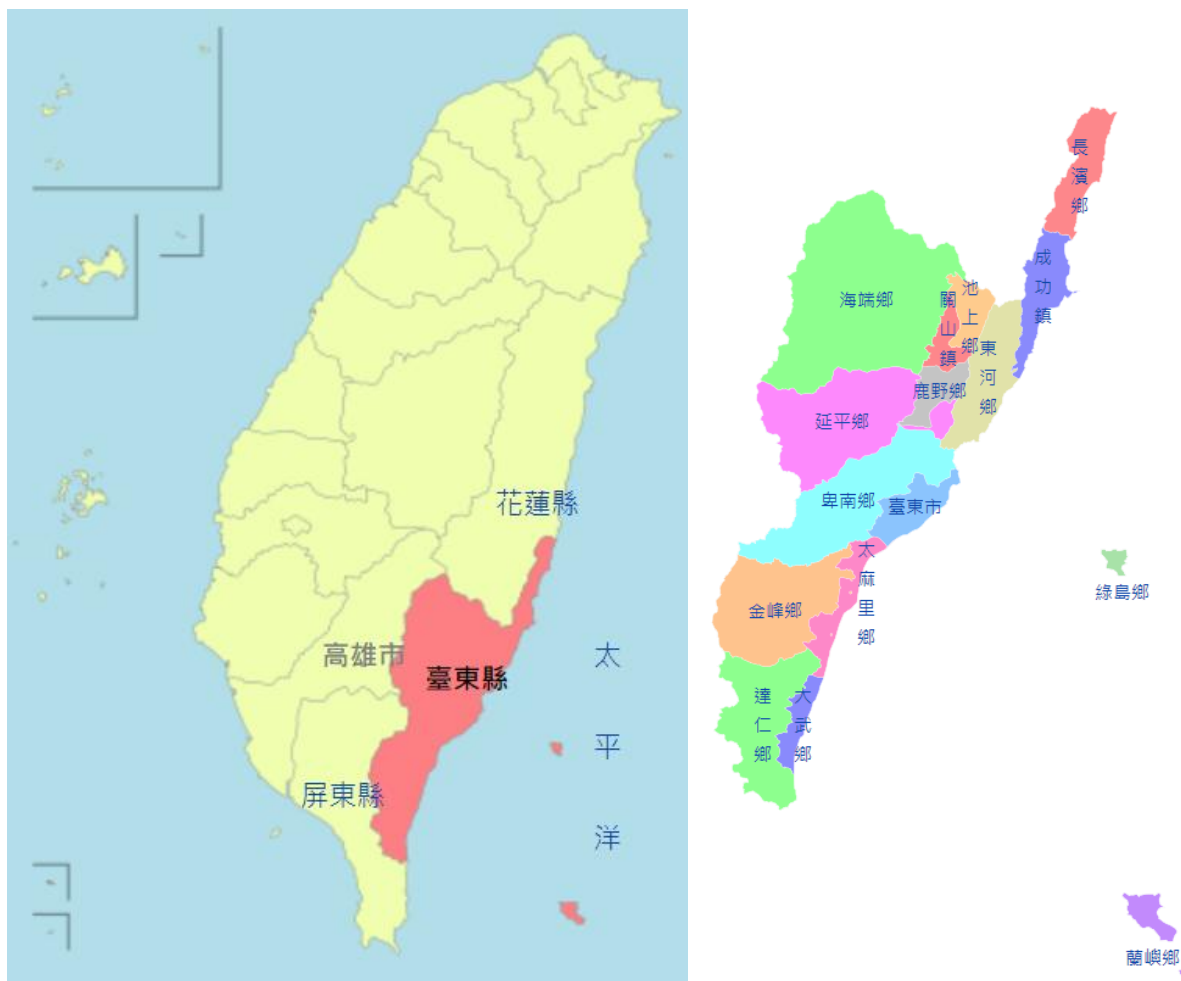 花蓮縣
高雄市
臺東縣
屏東縣
太平洋
長濱鄉
成功鎮
海端鄉
關山鎮
池上鄉
東河鄉
鹿野鄉
延平鄉
卑南鄉
臺東市
太麻里鄉
綠島鄉
金峰鄉
達仁鄉
大武鄉
蘭嶼鄉